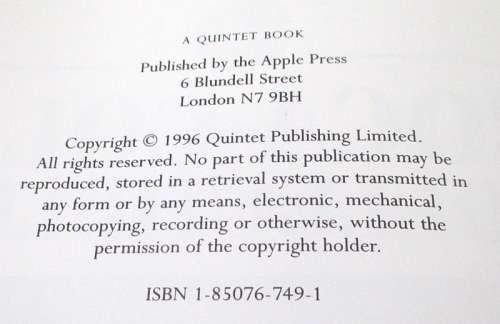 A QUINTET BOOK
Published by the Apple Press
6 Blundell Street
London N7 9BH
Copyright © 1996 Quintet Publishing Limited.
All rights reserved. No part of this publication may be
reproduced, stored in a retrieval system or transmitted in
any form or by any means, electronic, mechanical,
photocopying, recording or otherwise, without the
permission of the copyright holder.
ISBN 1-85076-749-1